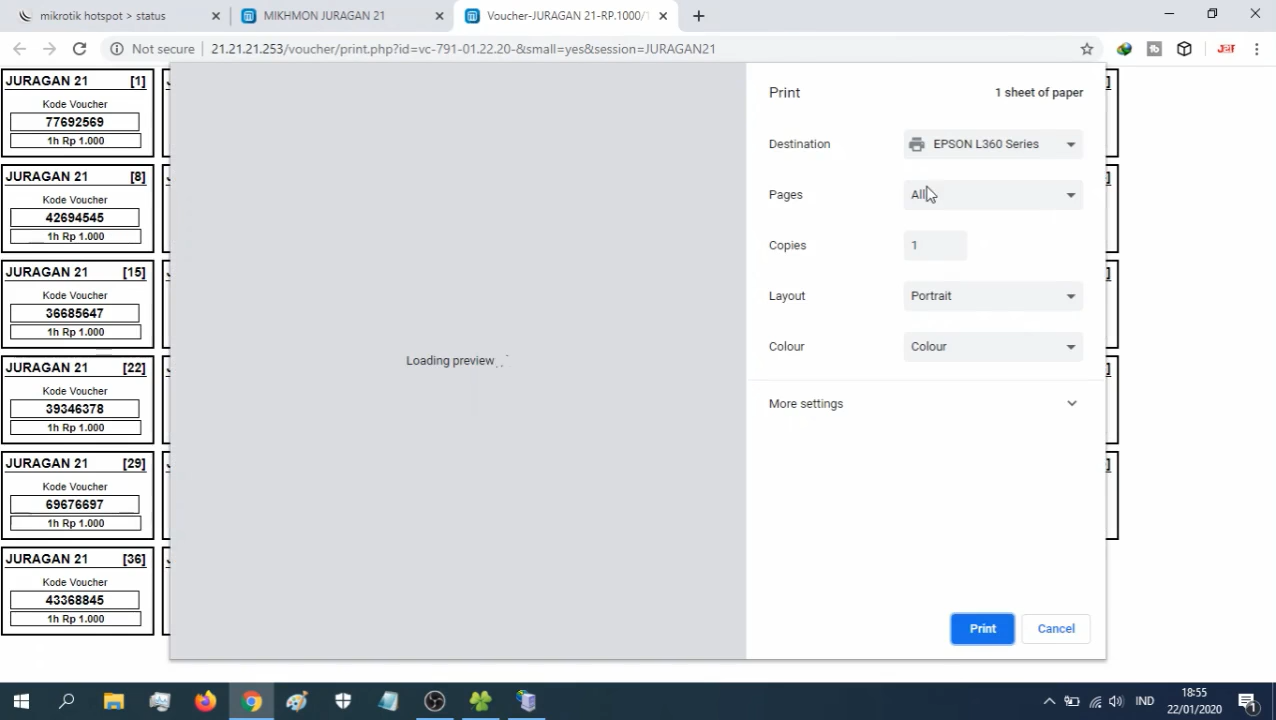 mikrotik hotspot > status
MIKHMON JURAGAN 21
Voucher-JURAGAN 21-RP.1000/1
Not secure
21.21.21.253/voucher/print.php?id=vc-791-01.22.20-&small=yes&session=JURAGAN21
JURAGAN 21 [1]
Kode Voucher
77692569
1h Rp 1.000
JURAGAN 21 [8]
Kode Voucher
42694545
1h Rp 1.000
JURAGAN 21 [15]
Kode Voucher
36685647
1h Rp 1.000
JURAGAN 21 [22]
Kode Voucher
39346378
1h Rp 1.000
JURAGAN 21 [29]
Kode Voucher
69676697
1h Rp 1.000
JURAGAN 21 [36]
Kode Voucher
43368845
1h Rp 1.000
Loading preview
Print
1 sheet of paper
Destination
EPSON L360 Series
Pages
All
Copies
1
Layout
Portrait
Colour
Colour
More settings
Print
Cancel
IND
18:55
22/01/2020
1